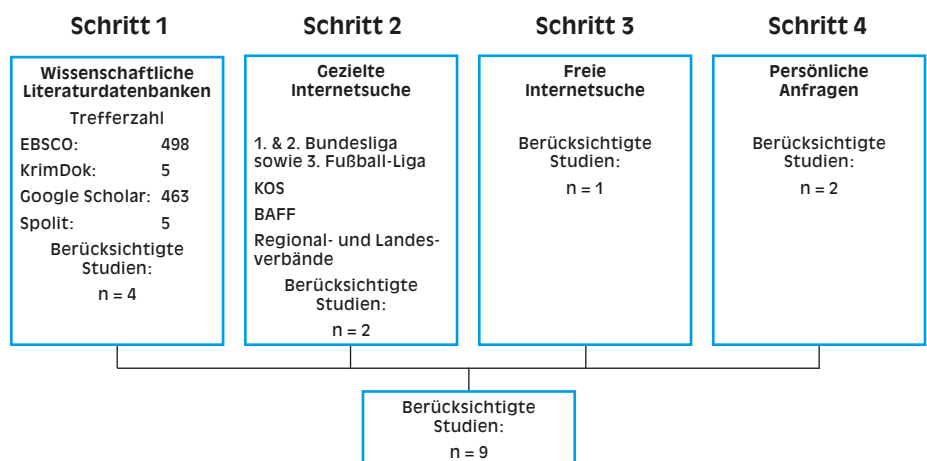 Schritt 1
Wissenschaftliche
Literaturdatenbanken
Trefferzahl
EBSCO: 498
KrimDok: 5
Google Scholar: 463
Spolit: 5
Berücksichtigte
Studien:
n = 4
Schritt 2
Gezielte
Internetsuche
1. & 2. Bundesliga
sowie 3. Fußball-Liga
KOS
BAFF
Regional- und Landes-
verbände
Berücksichtigte
Studien:
n = 2
Schritt 3
Freie
Internetsuche
Berücksichtigte
Studien:
n = 1
Schritt 4
Persönliche
Anfragen
Berücksichtigte
Studien:
n = 2
Berücksichtigte
Studien:
n = 9